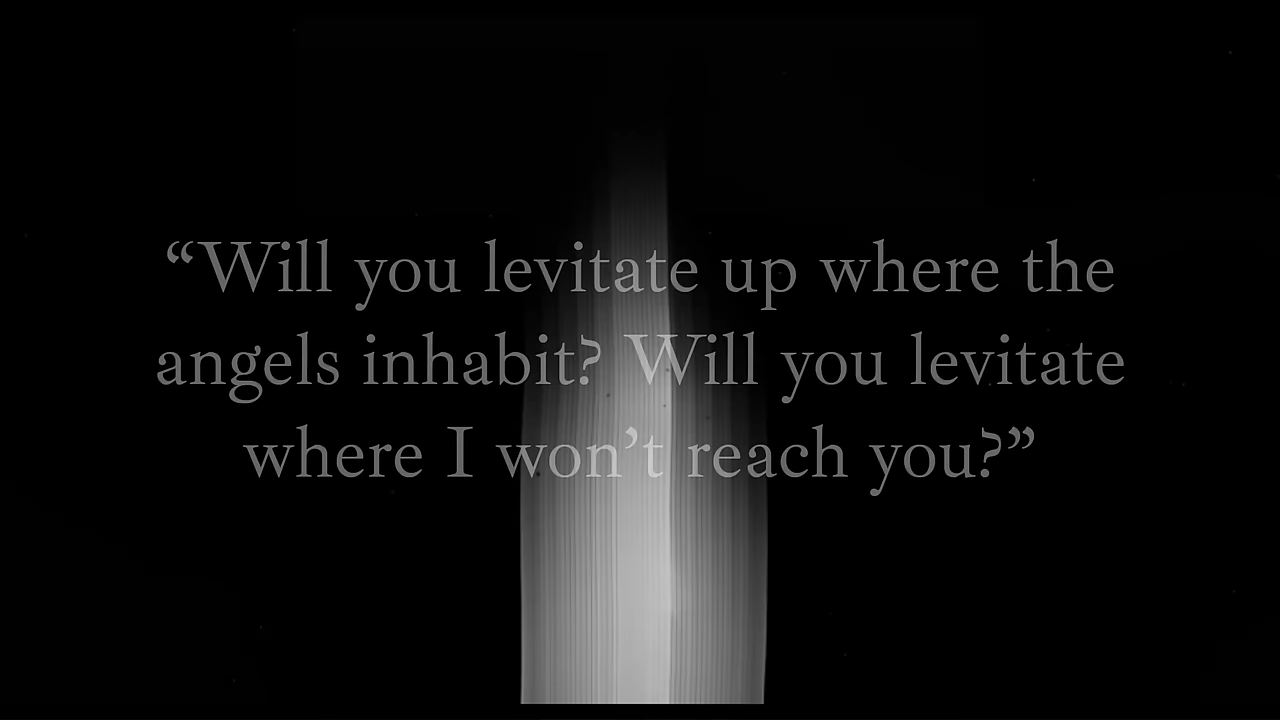 “Will you levitate up where the
angels inhabit? Will you levitate
where I won’t reach you?”